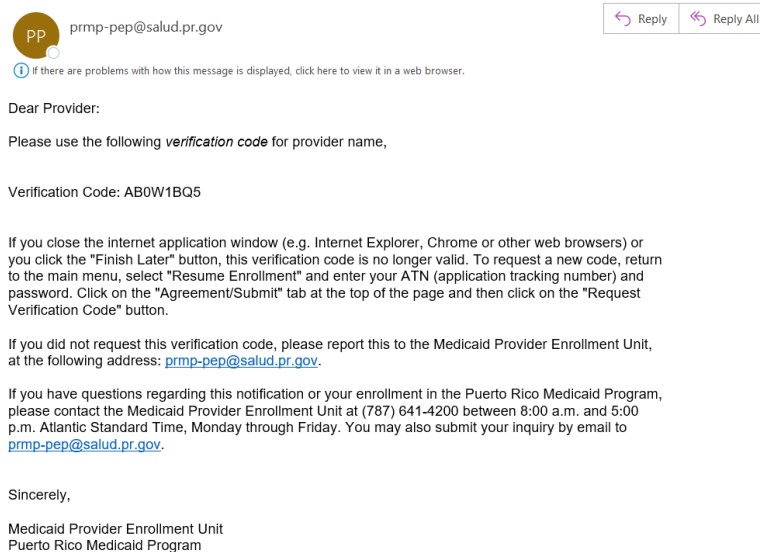 PP
prmp-pep@salud.pr.gov
Reply
Reply All
If there are problems with how this message is displayed, click here to view it in a web browser.
Dear Provider:
Please use the following verification code for provider name,
Verification Code: AB0W1BQ5
If you close the internet application window (e.g. Internet Explorer, Chrome or other web browsers) or
you click the "Finish Later" button, this verification code is no longer valid. To request a new code, return
to the main menu, select "Resume Enrollment" and enter your ATN (application tracking number) and
password. Click on the "Agreement/Submit" tab at the top of the page and then click on the "Request
Verification Code" button.
If you did not request this verification code, please report this to the Medicaid Provider Enrollment Unit,
at the following address: prmp-pep@salud.pr.gov.
If you have questions regarding this notification or your enrollment in the Puerto Rico Medicaid Program,
please contact the Medicaid Provider Enrollment Unit at (787) 641-4200 between 8:00 a.m. and 5:00
p.m. Atlantic Standard Time, Monday through Friday. You may also submit your inquiry by email to
prmp-pep@salud.pr.gov.
Sincerely,
Medicaid Provider Enrollment Unit
Puerto Rico Medicaid Program